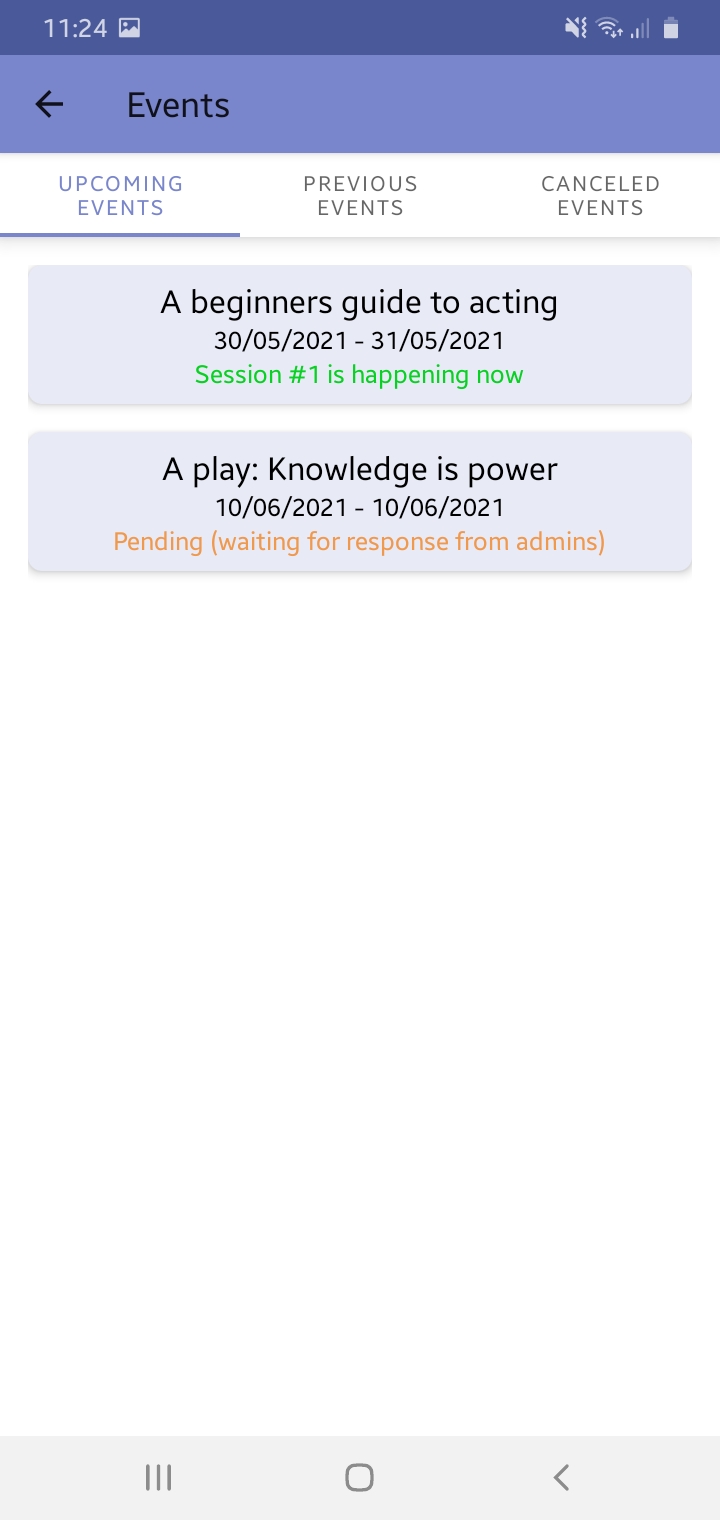 11:24
Events
UPCOMING
EVENTS
PREVIOUS
EVENTS
CANCELED
EVENTS
A beginners guide to acting
30/05/2021 - 31/05/2021
Session #1 is happening now
A play: Knowledge is power
10/06/2021 - 10/06/2021
Pending (waiting for response from admins)